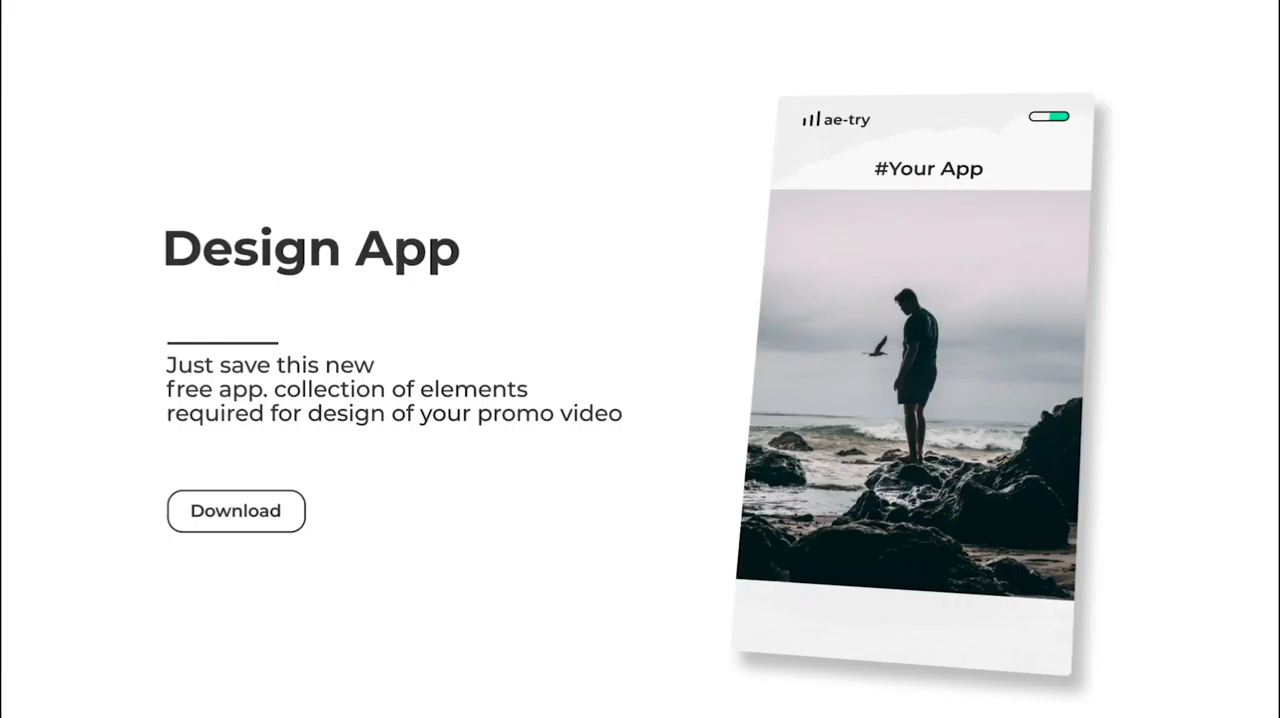 Design App
Just save this new
free app. collection of elements
required for design of your promo video
Download
ae-try
#Your App